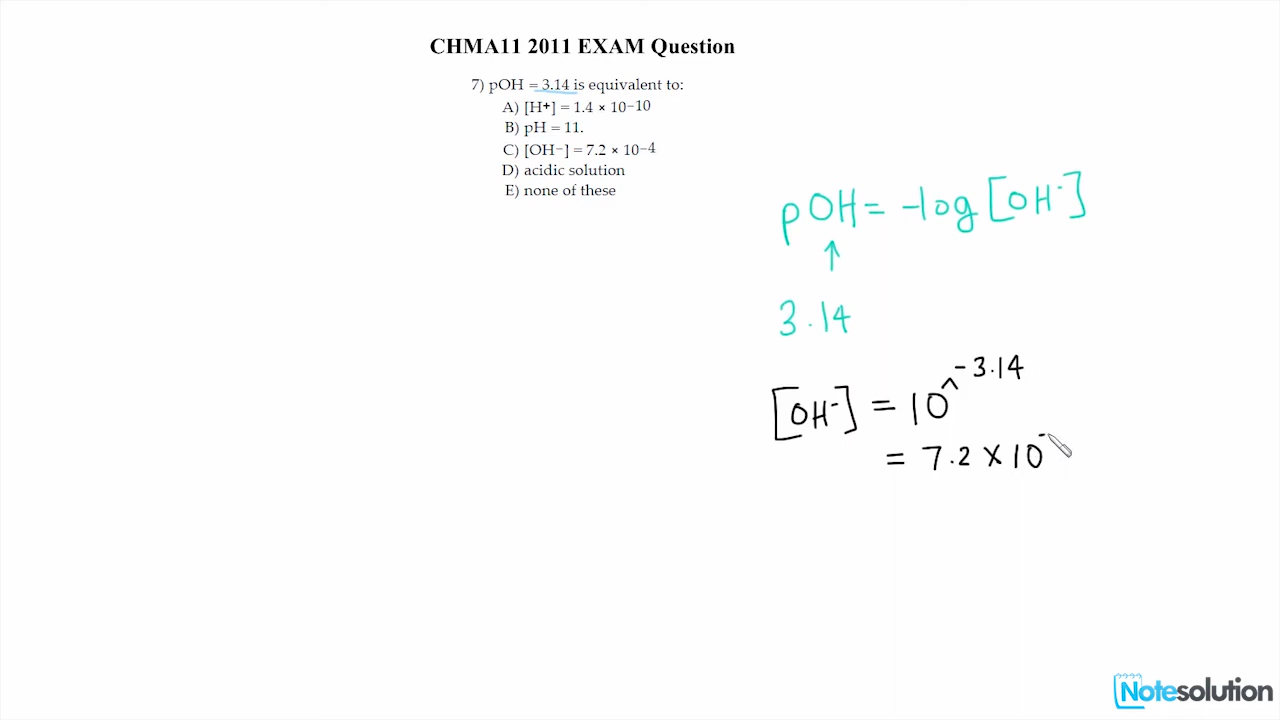 CHMA11 2011 EXAM Question
7) pOH = 3.14 is equivalent to:
A) [H+] = 1.4 × 10−10
B) pH = 11.
C) [OH−] = 7.2 × 10−4
D) acidic solution
E) none of these
pOH = -log [OH-]
↑
3.14
[OH-] = 10^-3.14
= 7.2 × 10-
Notesolution